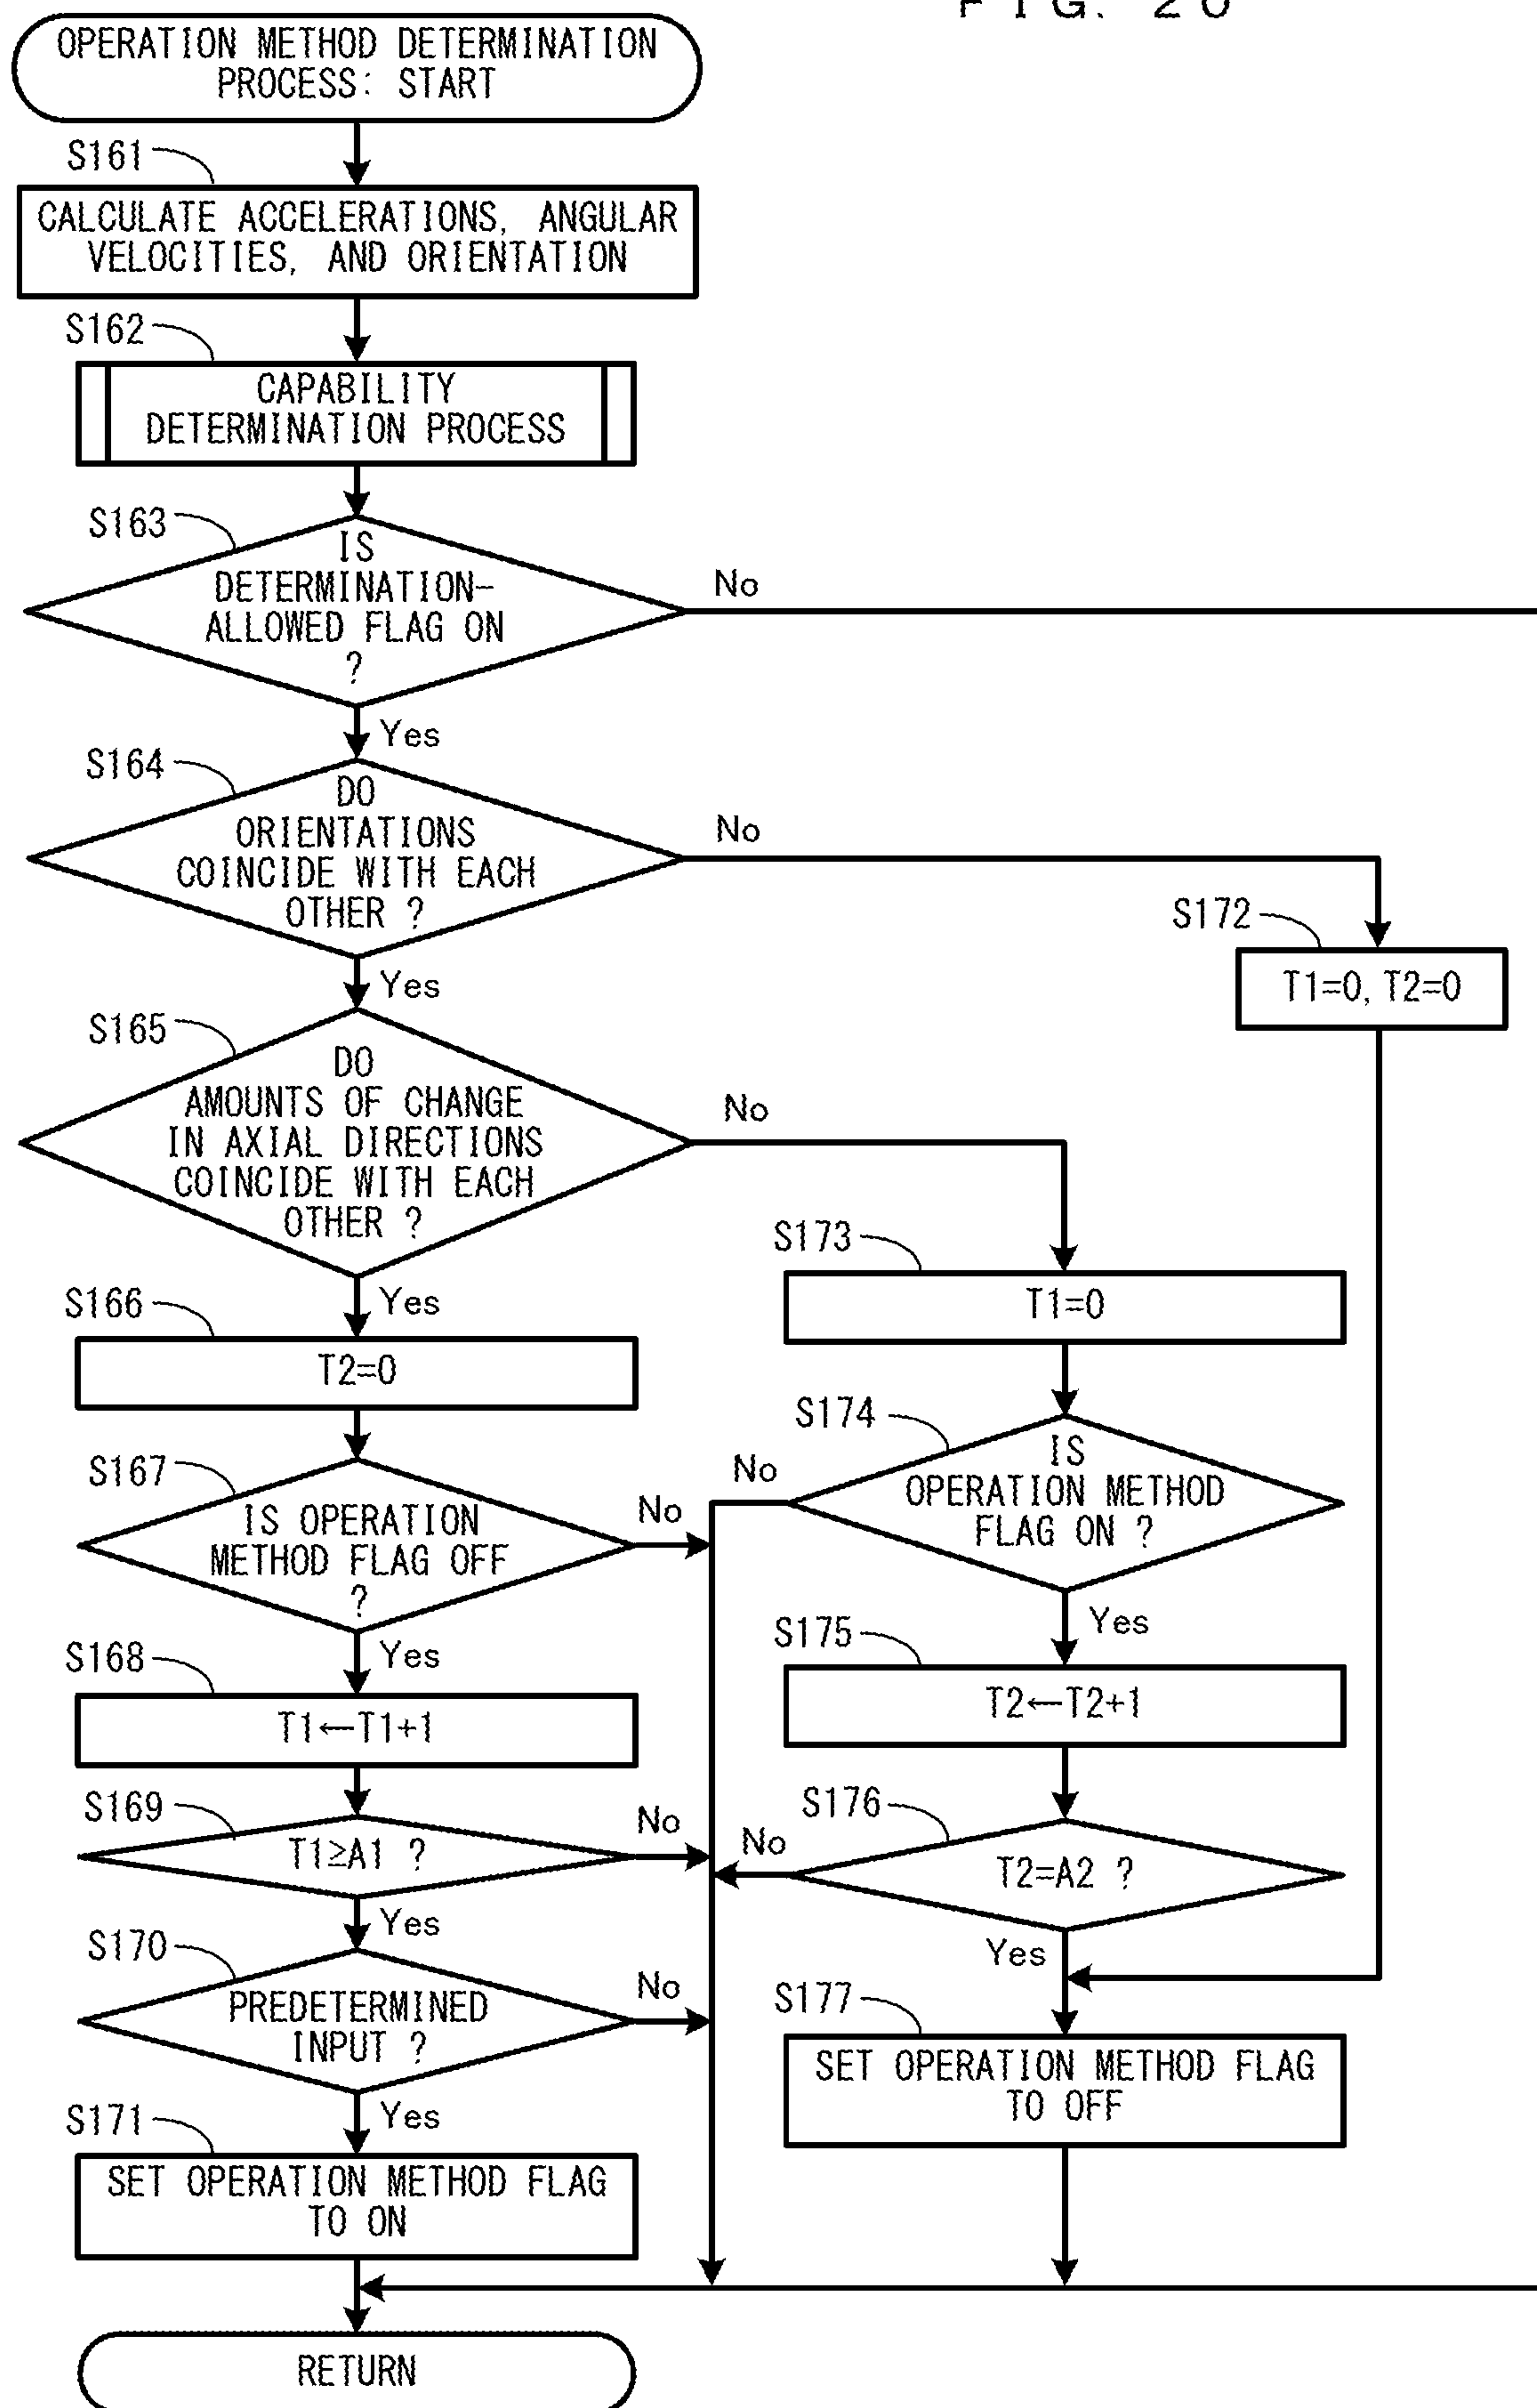 FIG. 20
OPERATION METHOD DETERMINATION
PROCESS: START
S161
CALCULATE ACCELERATIONS, ANGULAR
VELOCITIES, AND ORIENTATION
S162
CAPABILITY
DETERMINATION PROCESS
S163
IS
DETERMINATION-
ALLOWED FLAG ON
?
No
Yes
S164
DO
ORIENTATIONS
COINCIDE WITH EACH
OTHER ?
No
Yes
S172
T1=0, T2=0
S165
DO
AMOUNTS OF CHANGE
IN AXIAL DIRECTIONS
COINCIDE WITH EACH
OTHER ?
No
Yes
S173
T1=0
S166
T2=0
S174
IS
OPERATION METHOD
FLAG ON ?
No
Yes
S167
IS OPERATION
METHOD FLAG OFF
?
No
Yes
S175
T2←T2+1
S168
T1←T1+1
S176
T2=A2 ?
No
Yes
S169
T1≥A1 ?
No
Yes
S170
PREDETERMINED
INPUT ?
No
Yes
S177
SET OPERATION METHOD FLAG
TO OFF
S171
SET OPERATION METHOD FLAG
TO ON
RETURN